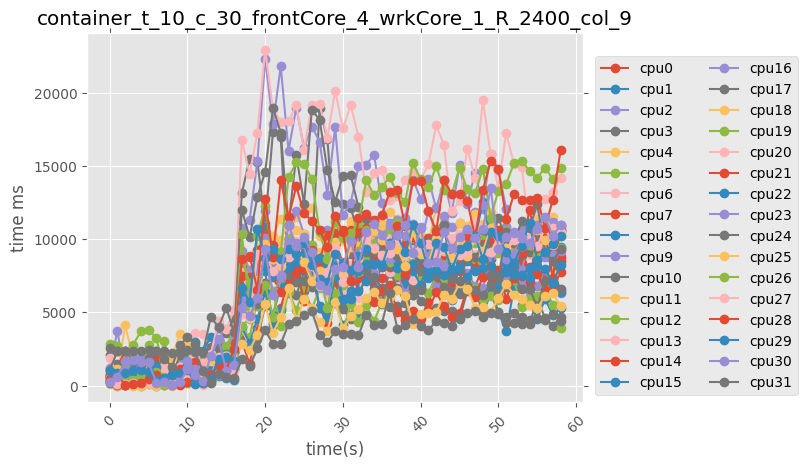 container_t_10_c_30_frontCore_4_wrkCore_1_R_2400_col_9
time ms
20000
15000
10000
5000
0
0
10
20
30
40
50
60
time(s)
cpu0
cpu1
cpu2
cpu3
cpu4
cpu5
cpu6
cpu7
cpu8
cpu9
cpu10
cpu11
cpu12
cpu13
cpu14
cpu15
cpu16
cpu17
cpu18
cpu19
cpu20
cpu21
cpu22
cpu23
cpu24
cpu25
cpu26
cpu27
cpu28
cpu29
cpu30
cpu31